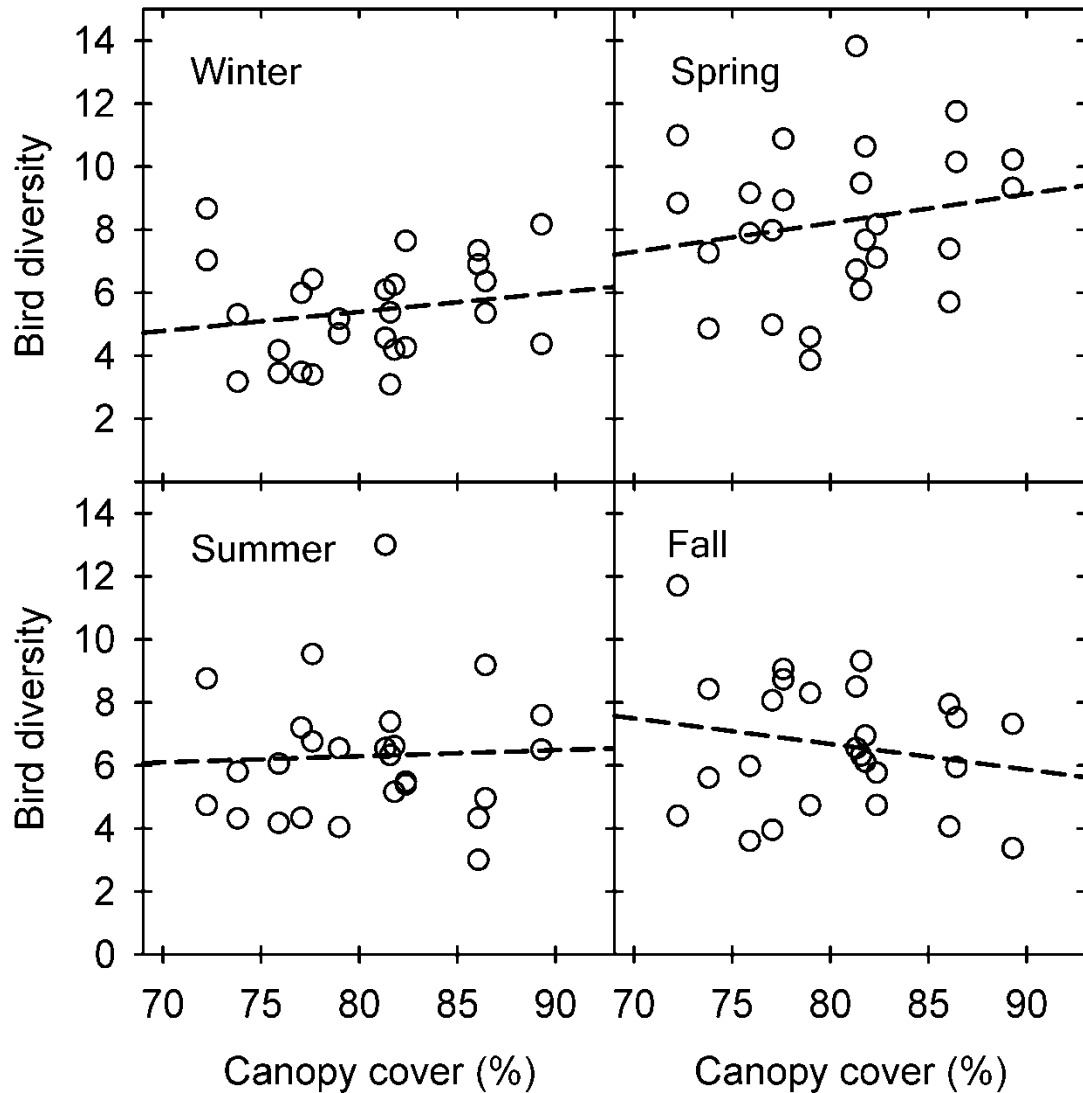 14
12
10
8
6
4
2
Bird diversity
Winter
Spring
14
12
10
8
6
4
2
0
Bird diversity
Summer
Fall
70 75 80 85 90 70 75 80 85 90
Canopy cover (%) Canopy cover (%)